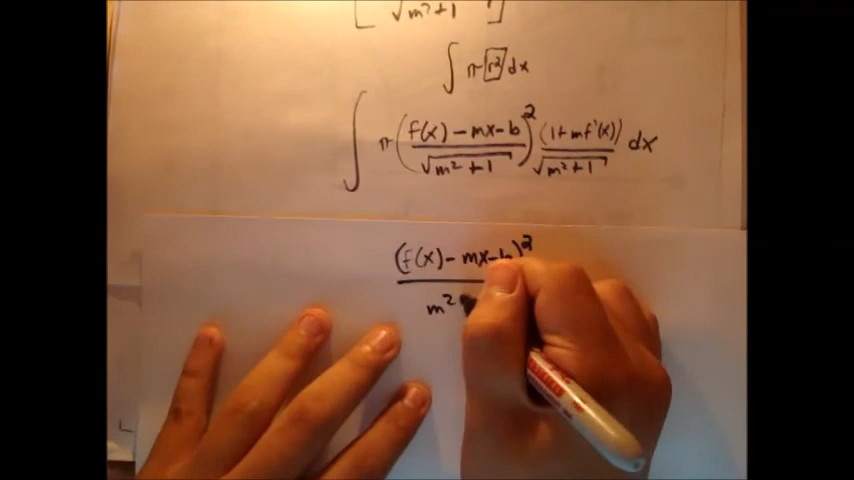 √m²+1
∫ π r² dx
∫ π ( f(x) - mx - b / √m²+1 )² (1+mf'(x)) / √m²+1 dx
(f(x) - mx - b)²
m²